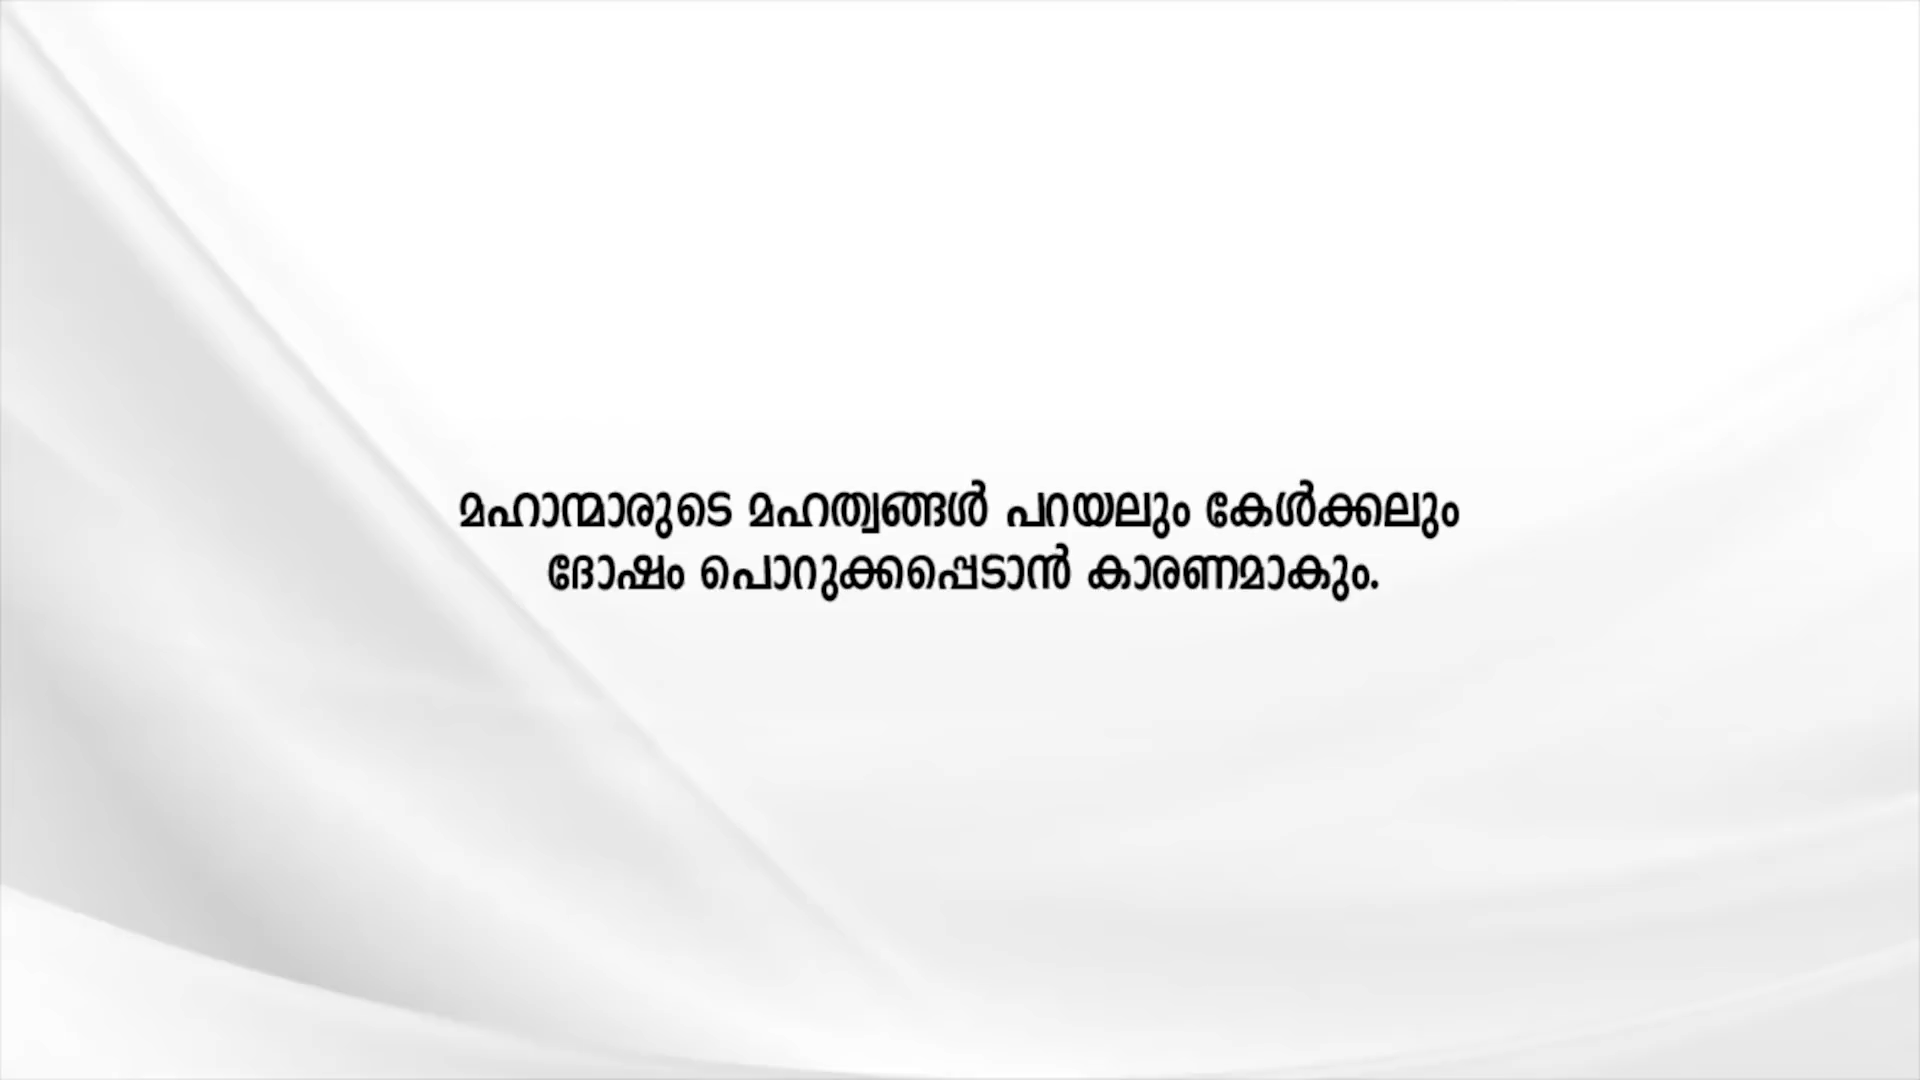 മഹാന്മാരുടെ മഹത്വങ്ങൾ പറയലും കേൾക്കലും
ദോഷം പൊറുക്കപ്പെടാൻ കാരണമാകും.